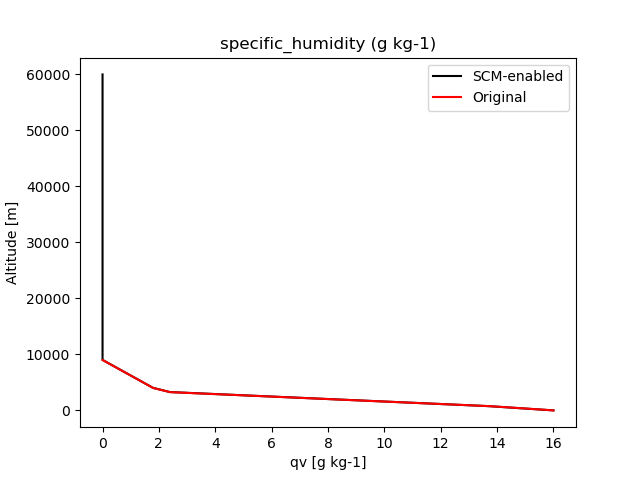 specific_humidity (g kg-1)
SCM-enabled
Original
60000
50000
40000
30000
20000
10000
0
Altitude [m]
0 2 4 6 8 10 12 14 16
qv [g kg-1]